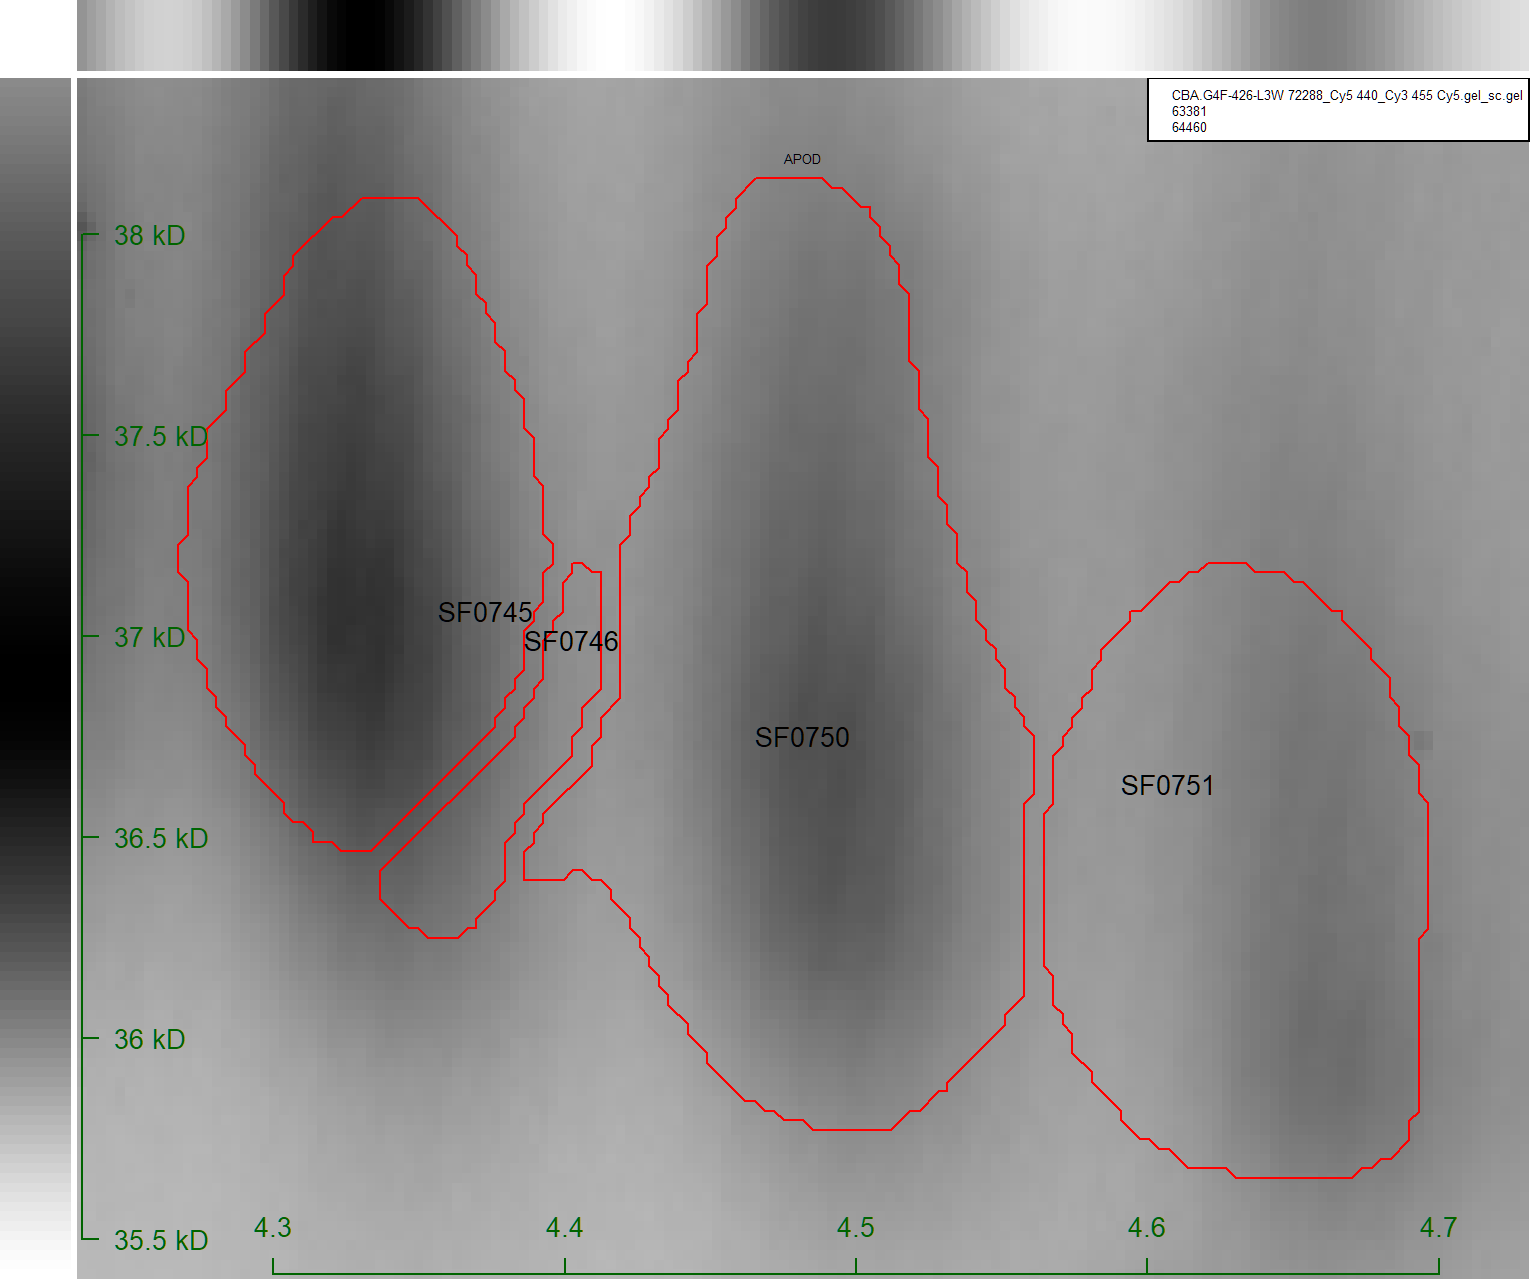 CBA.G4F-426-L3W 72288_Cy5 440_Cy3 455 Cy5.gel_sc.gel
63381
64460
APOD
38 kD
37.5 kD
SF0745
37 kD
SF0746
SF0750
SF0751
36.5 kD
36 kD
35.5 kD
4.3 4.4 4.5 4.6 4.7